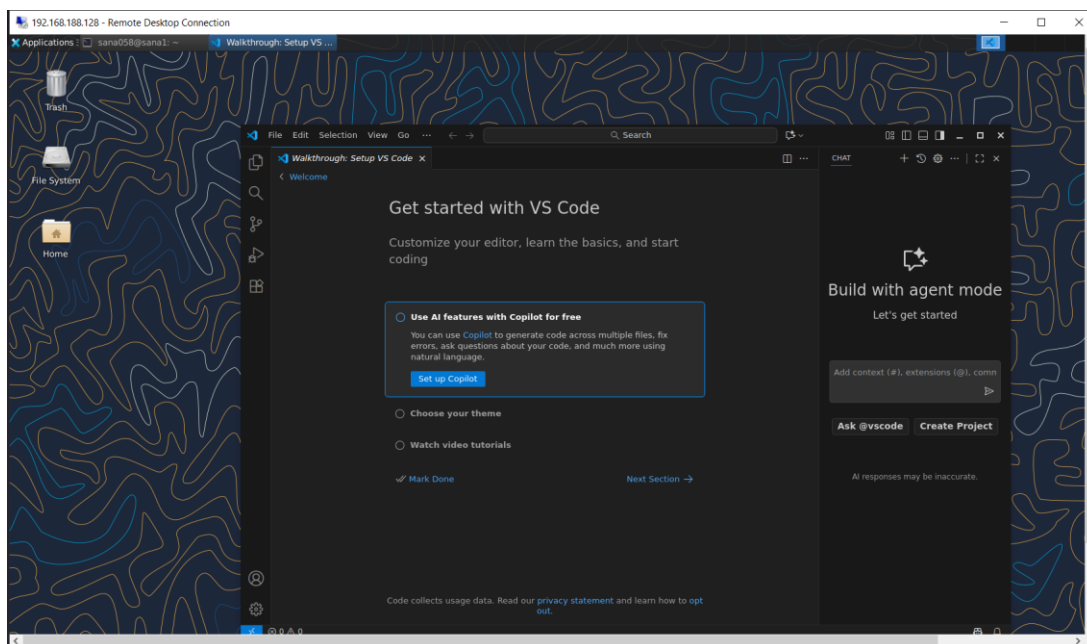 192.168.188.128 - Remote Desktop Connection
Applications sana058@sana1: ~ Walkthrough: Setup VS ...
Trash
File System
Home
File Edit Selection View Go ... Search
Walkthrough: Setup VS Code
< Welcome
Get started with VS Code
Customize your editor, learn the basics, and start
coding
Use AI features with Copilot for free
You can use Copilot to generate code across multiple files, fix
errors, ask questions about your code, and much more using
natural language.
Set up Copilot
Choose your theme
Watch video tutorials
Mark Done
Next Section →
Code collects usage data. Read our privacy statement and learn how to opt
out.
CHAT
Build with agent mode
Let's get started
Add context (#), extensions (@), comn
Ask @vscode Create Project
AI responses may be inaccurate.
0 0